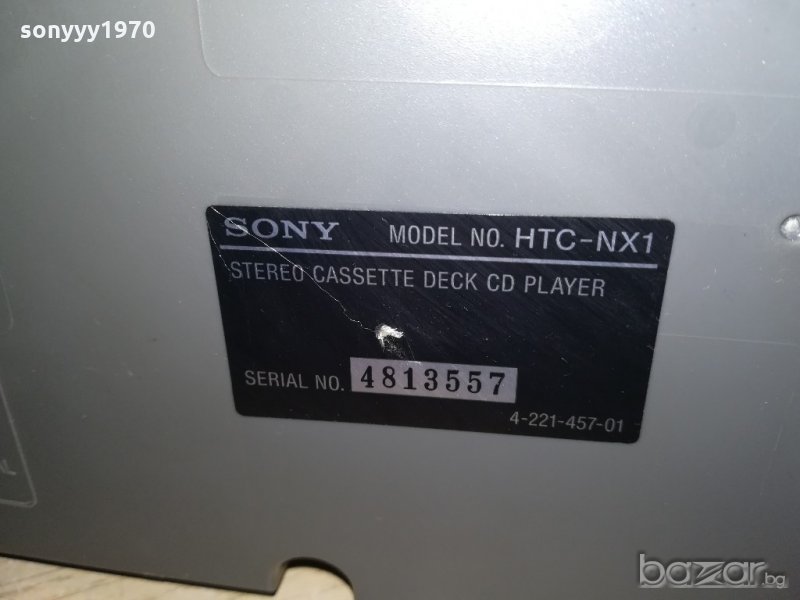 sonyyy1970
SONY MODEL NO. HTC-NX1
STEREO CASSETTE DECK CD PLAYER
SERIAL NO. 4813557
4-221-457-01
bazar.bg